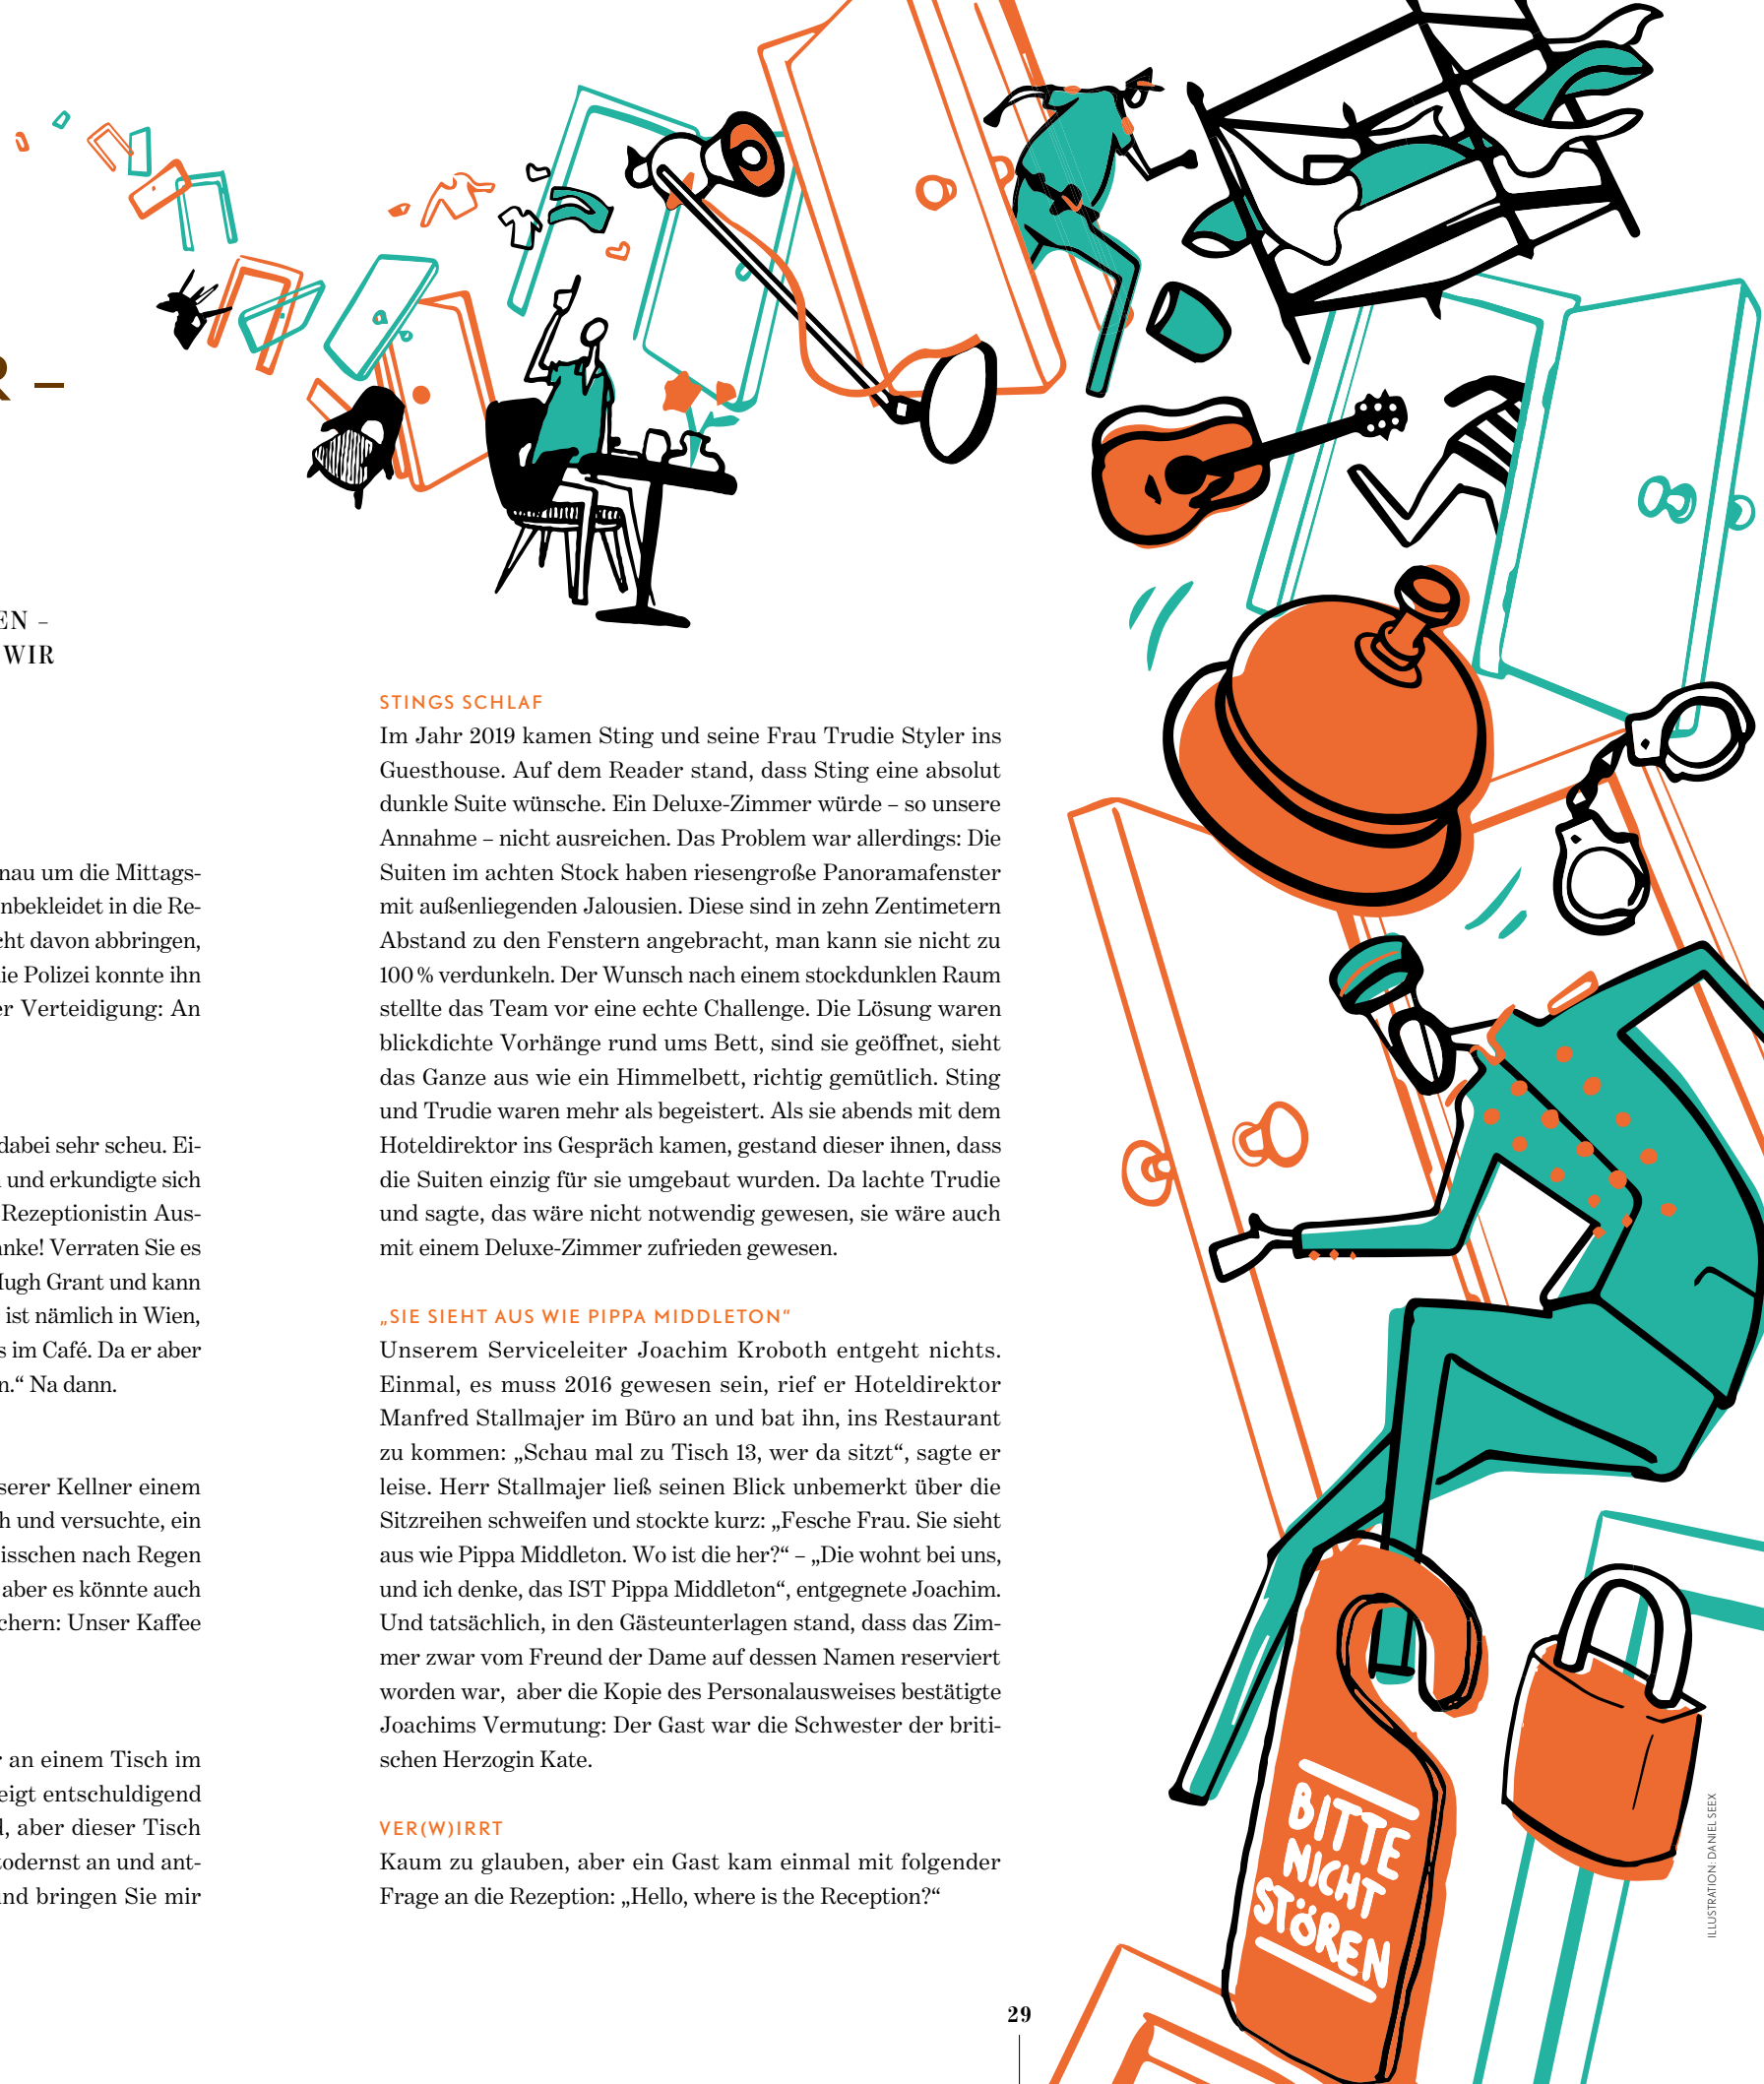 R –
EN –
WIR
nau um die Mittags-
nbekleidet in die Re-
cht davon abbringen,
ie Polizei konnte ihn
er Verteidigung: An
dabei sehr scheu. Ei-
und erkundigte sich
Rezeptionistin Aus-
nke! Verraten Sie es
Hugh Grant und kann
ist nämlich in Wien,
s im Café. Da er aber
n.“ Na dann.
serer Kellner einem
h und versuchte, ein
isschen nach Regen
aber es könnte auch
chern: Unser Kaffee
r an einem Tisch im
eigt entschuldigend
d, aber dieser Tisch
todernst an und ant-
nd bringen Sie mir
STINGS SCHLAF
Im Jahr 2019 kamen Sting und seine Frau Trudie Styler ins
Guesthouse. Auf dem Reader stand, dass Sting eine absolut
dunkle Suite wünsche. Ein Deluxe-Zimmer würde – so unsere
Annahme – nicht ausreichen. Das Problem war allerdings: Die
Suiten im achten Stock haben riesengroße Panoramafenster
mit außenliegenden Jalousien. Diese sind in zehn Zentimetern
Abstand zu den Fenstern angebracht, man kann sie nicht zu
100 % verdunkeln. Der Wunsch nach einem stockdunklen Raum
stellte das Team vor eine echte Challenge. Die Lösung waren
blickdichte Vorhänge rund ums Bett, sind sie geöffnet, sieht
das Ganze aus wie ein Himmelbett, richtig gemütlich. Sting
und Trudie waren mehr als begeistert. Als sie abends mit dem
Hoteldirektor ins Gespräch kamen, gestand dieser ihnen, dass
die Suiten einzig für sie umgebaut wurden. Da lachte Trudie
und sagte, das wäre nicht notwendig gewesen, sie wäre auch
mit einem Deluxe-Zimmer zufrieden gewesen.
„SIE SIEHT AUS WIE PIPPA MIDDLETON“
Unserem Serviceleiter Joachim Kroboth entgeht nichts.
Einmal, es muss 2016 gewesen sein, rief er Hoteldirektor
Manfred Stallmajer im Büro an und bat ihn, ins Restaurant
zu kommen: „Schau mal zu Tisch 13, wer da sitzt“, sagte er
leise. Herr Stallmajer ließ seinen Blick unbemerkt über die
Sitzreihen schweifen und stockte kurz: „Fesche Frau. Sie sieht
aus wie Pippa Middleton. Wo ist die her?“ – „Die wohnt bei uns,
und ich denke, das IST Pippa Middleton“, entgegnete Joachim.
Und tatsächlich, in den Gästeunterlagen stand, dass das Zim-
mer zwar vom Freund der Dame auf dessen Namen reserviert
worden war, aber die Kopie des Personalausweises bestätigte
Joachims Vermutung: Der Gast war die Schwester der briti-
schen Herzogin Kate.
VER(W)IRRT
Kaum zu glauben, aber ein Gast kam einmal mit folgender
Frage an die Rezeption: „Hello, where is the Reception?“
BITTE
NICHT
STÖREN
ILLUSTRATION: DANIEL SEEX
29